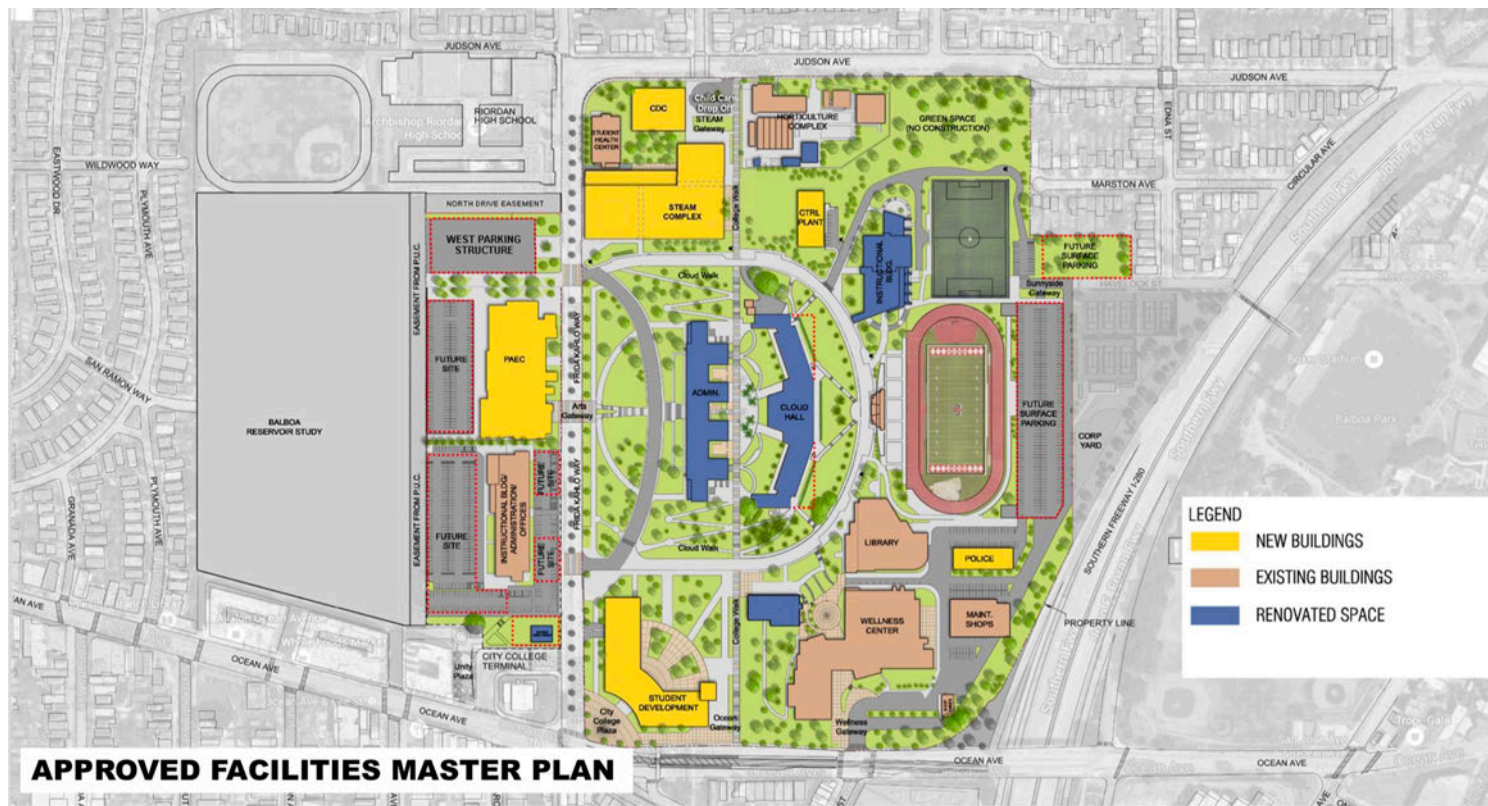 JUDSON AVE
JUDSON AVE
JUDSON AVE
RIORDAN
HIGH SCHOOL
Archbishop Riordan
High School
CDC
Child Care
Drop Off
STEAM
Gateway
HORTICULTURE
COMPLEX
GREEN SPACE
(NO CONSTRUCTION)
STUDENT
HEALTH
CENTER
EDNA ST
CIRCULAR AVE
EASTWOOD DR
WILDWOOD WAY
PLYMOUTH AVE
MARSTON AVE
NORTH DRIVE EASEMENT
STEAM
COMPLEX
College Walk
CTRL
PLANT
WEST PARKING
STRUCTURE
EASEMENT FROM P.U.C.
INSTRUCTIONAL
BLDG.
FUTURE
SURFACE
PARKING
Sunnyside
Gateway
HAVELOCK ST
Cloud Walk
FRIDA KAHLO WAY
FUTURE
SITE
PAEC
SAN RAMON WAY
Southern Fwy
Boxer Stadium
Balboa Park
Arts
Gateway
ADMIN.
CLOUD
HALL
FUTURE
SURFACE
PARKING
CORP
YARD
BALBOA
RESERVOIR STUDY
EASEMENT FROM P.U.C.
FUTURE
SITE
INSTRUCTIONAL BLDG/
ADMINISTRATION/
OFFICES
FUTURE
SITE
FUTURE
SITE
FRIDA KAHLO WAY
GRANADA AVE
PLYMOUTH AVE
Cloud Walk
LIBRARY
POLICE
SOUTHERN FREEWAY I-280
LEGEND
NEW BUILDINGS
EXISTING BUILDINGS
RENOVATED SPACE
College Walk
WELLNESS
CENTER
MAINT.
SHOPS
PROPERTY LINE
OCEAN AVE
CITY COLLEGE
TERMINAL
Unity
Plaza
OCEAN AVE
STUDENT
DEVELOPMENT
City
College
Plaza
Ocean
Gateway
Wellness
Gateway
OCEAN AVE
OCEAN AVE
APPROVED FACILITIES MASTER PLAN